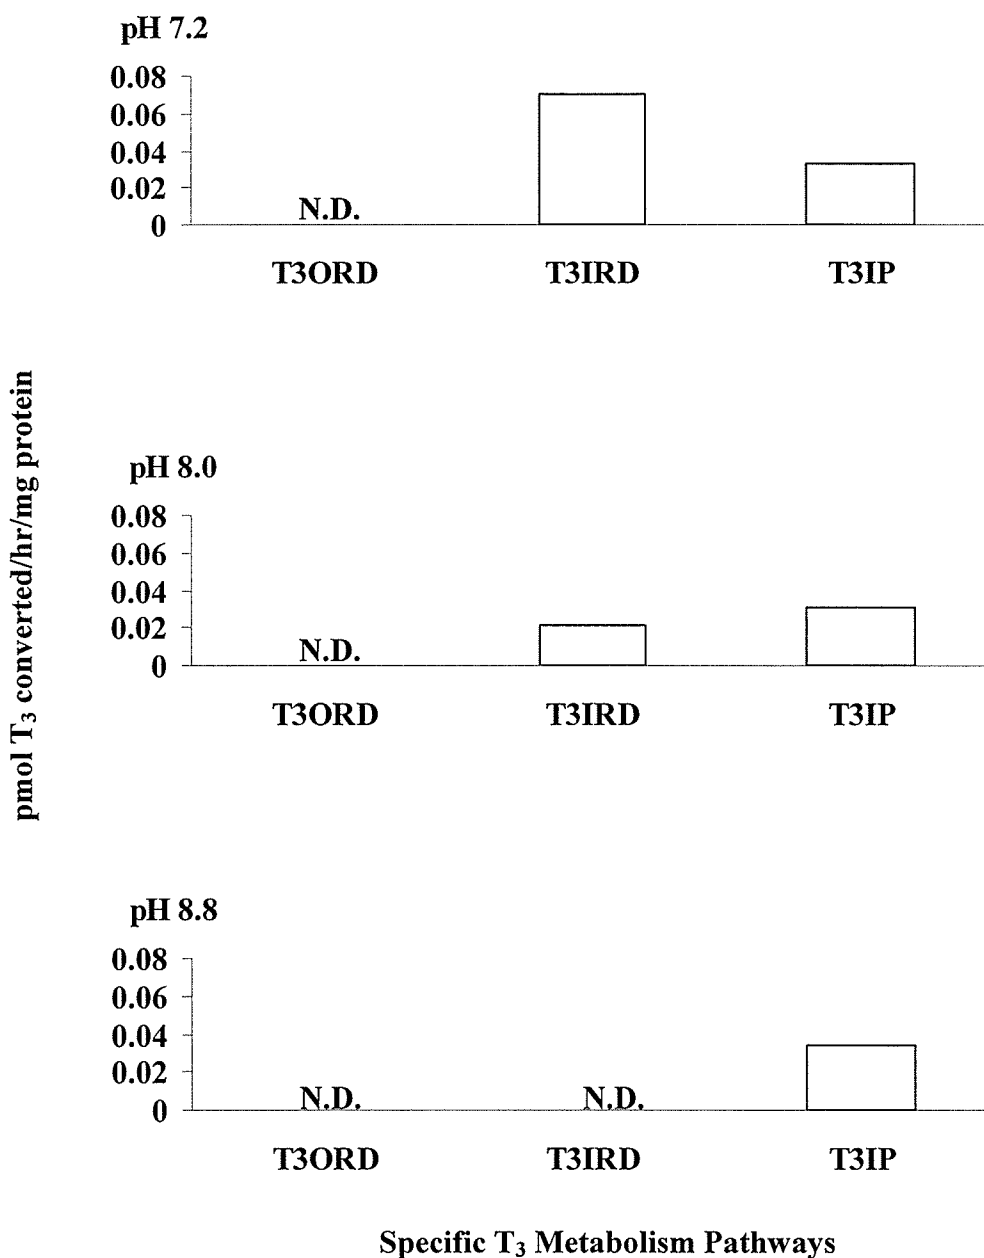 pH 7.2
0.08
0.06
0.04
0.02
0
N.D.
T3ORD T3IRD T3IP
pmol T₃ converted/hr/mg protein
pH 8.0
0.08
0.06
0.04
0.02
0
N.D.
T3ORD T3IRD T3IP
pH 8.8
0.08
0.06
0.04
0.02
0
N.D. N.D.
T3ORD T3IRD T3IP
Specific T₃ Metabolism Pathways